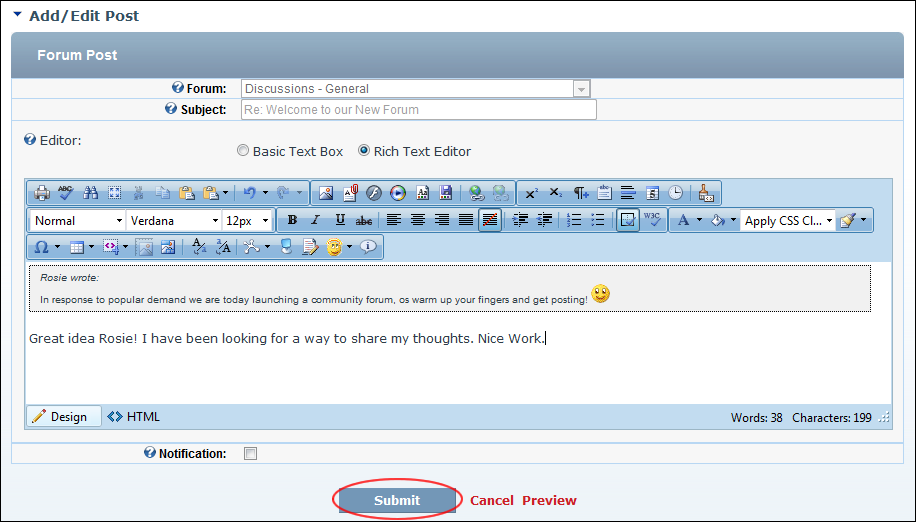 Add/Edit Post
Forum Post
Forum: Discussions - General
Subject: Re: Welcome to our New Forum
Editor:
Basic Text Box Rich Text Editor
ABC
Normal Verdana 12px B I U abc W3C A Apply CSS Cl...
Rosie wrote:
In response to popular demand we are today launching a community forum, os warm up your fingers and get posting!
Great idea Rosie! I have been looking for a way to share my thoughts. Nice Work.
Design HTML Words: 38 Characters: 199
Notification:
Submit Cancel Preview